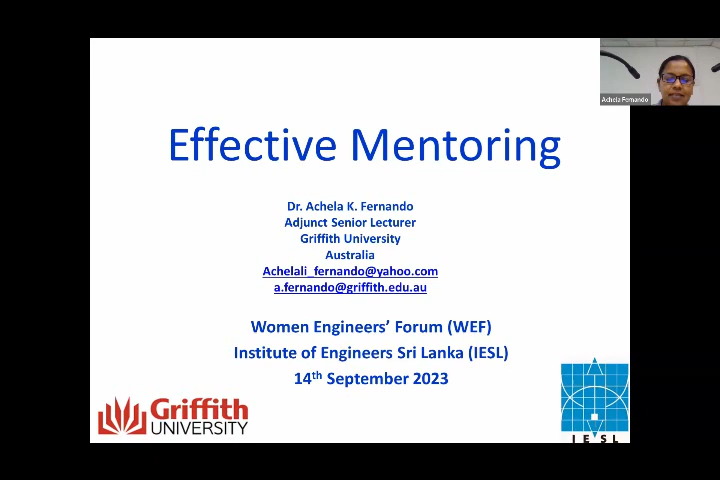 Achela Fernando
Effective Mentoring
Dr. Achela K. Fernando
Adjunct Senior Lecturer
Griffith University
Australia
Achelali_fernando@yahoo.com
a.fernando@griffith.edu.au
Women Engineers’ Forum (WEF)
Institute of Engineers Sri Lanka (IESL)
14th September 2023
Griffith
UNIVERSITY
IESL